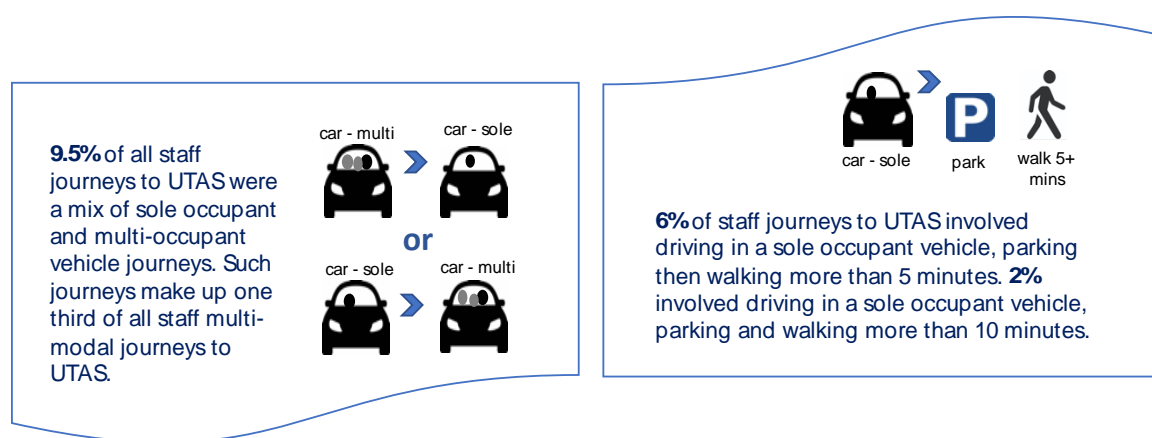 9.5% of all staff
journeys to UTAS were
a mix of sole occupant
and multi-occupant
vehicle journeys. Such
journeys make up one
third of all staff multi-
modal journeys to
UTAS.
car - multi
car - sole
or
car - sole
car - multi
car - sole
P
park
walk 5+
mins
6% of staff journeys to UTAS involved
driving in a sole occupant vehicle, parking
then walking more than 5 minutes. 2%
involved driving in a sole occupant vehicle,
parking and walking more than 10 minutes.